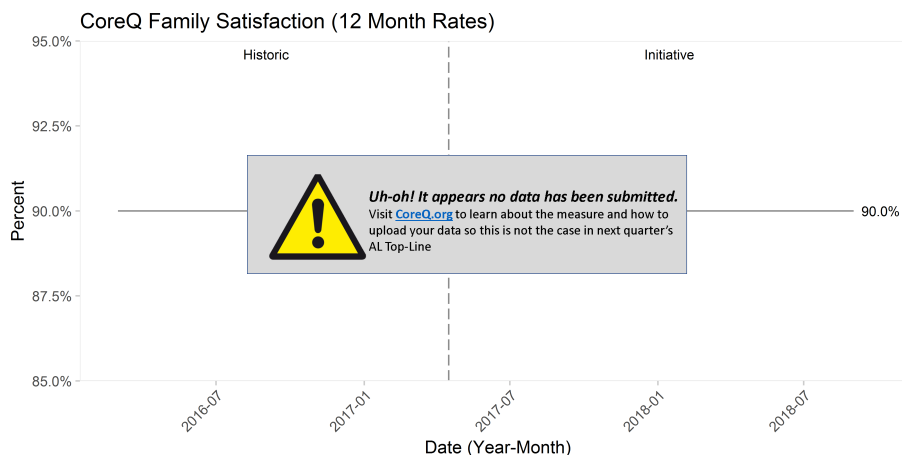 CoreQ Family Satisfaction (12 Month Rates)
95.0%
Historic
Initiative
92.5%
Uh-oh! It appears no data has been submitted.
Visit CoreQ.org to learn about the measure and how to
upload your data so this is not the case in next quarter's
AL Top-Line
Percent
90.0%
90.0%
87.5%
85.0%
2016-07
2017-01
2017-07
2018-01
2018-07
Date (Year-Month)